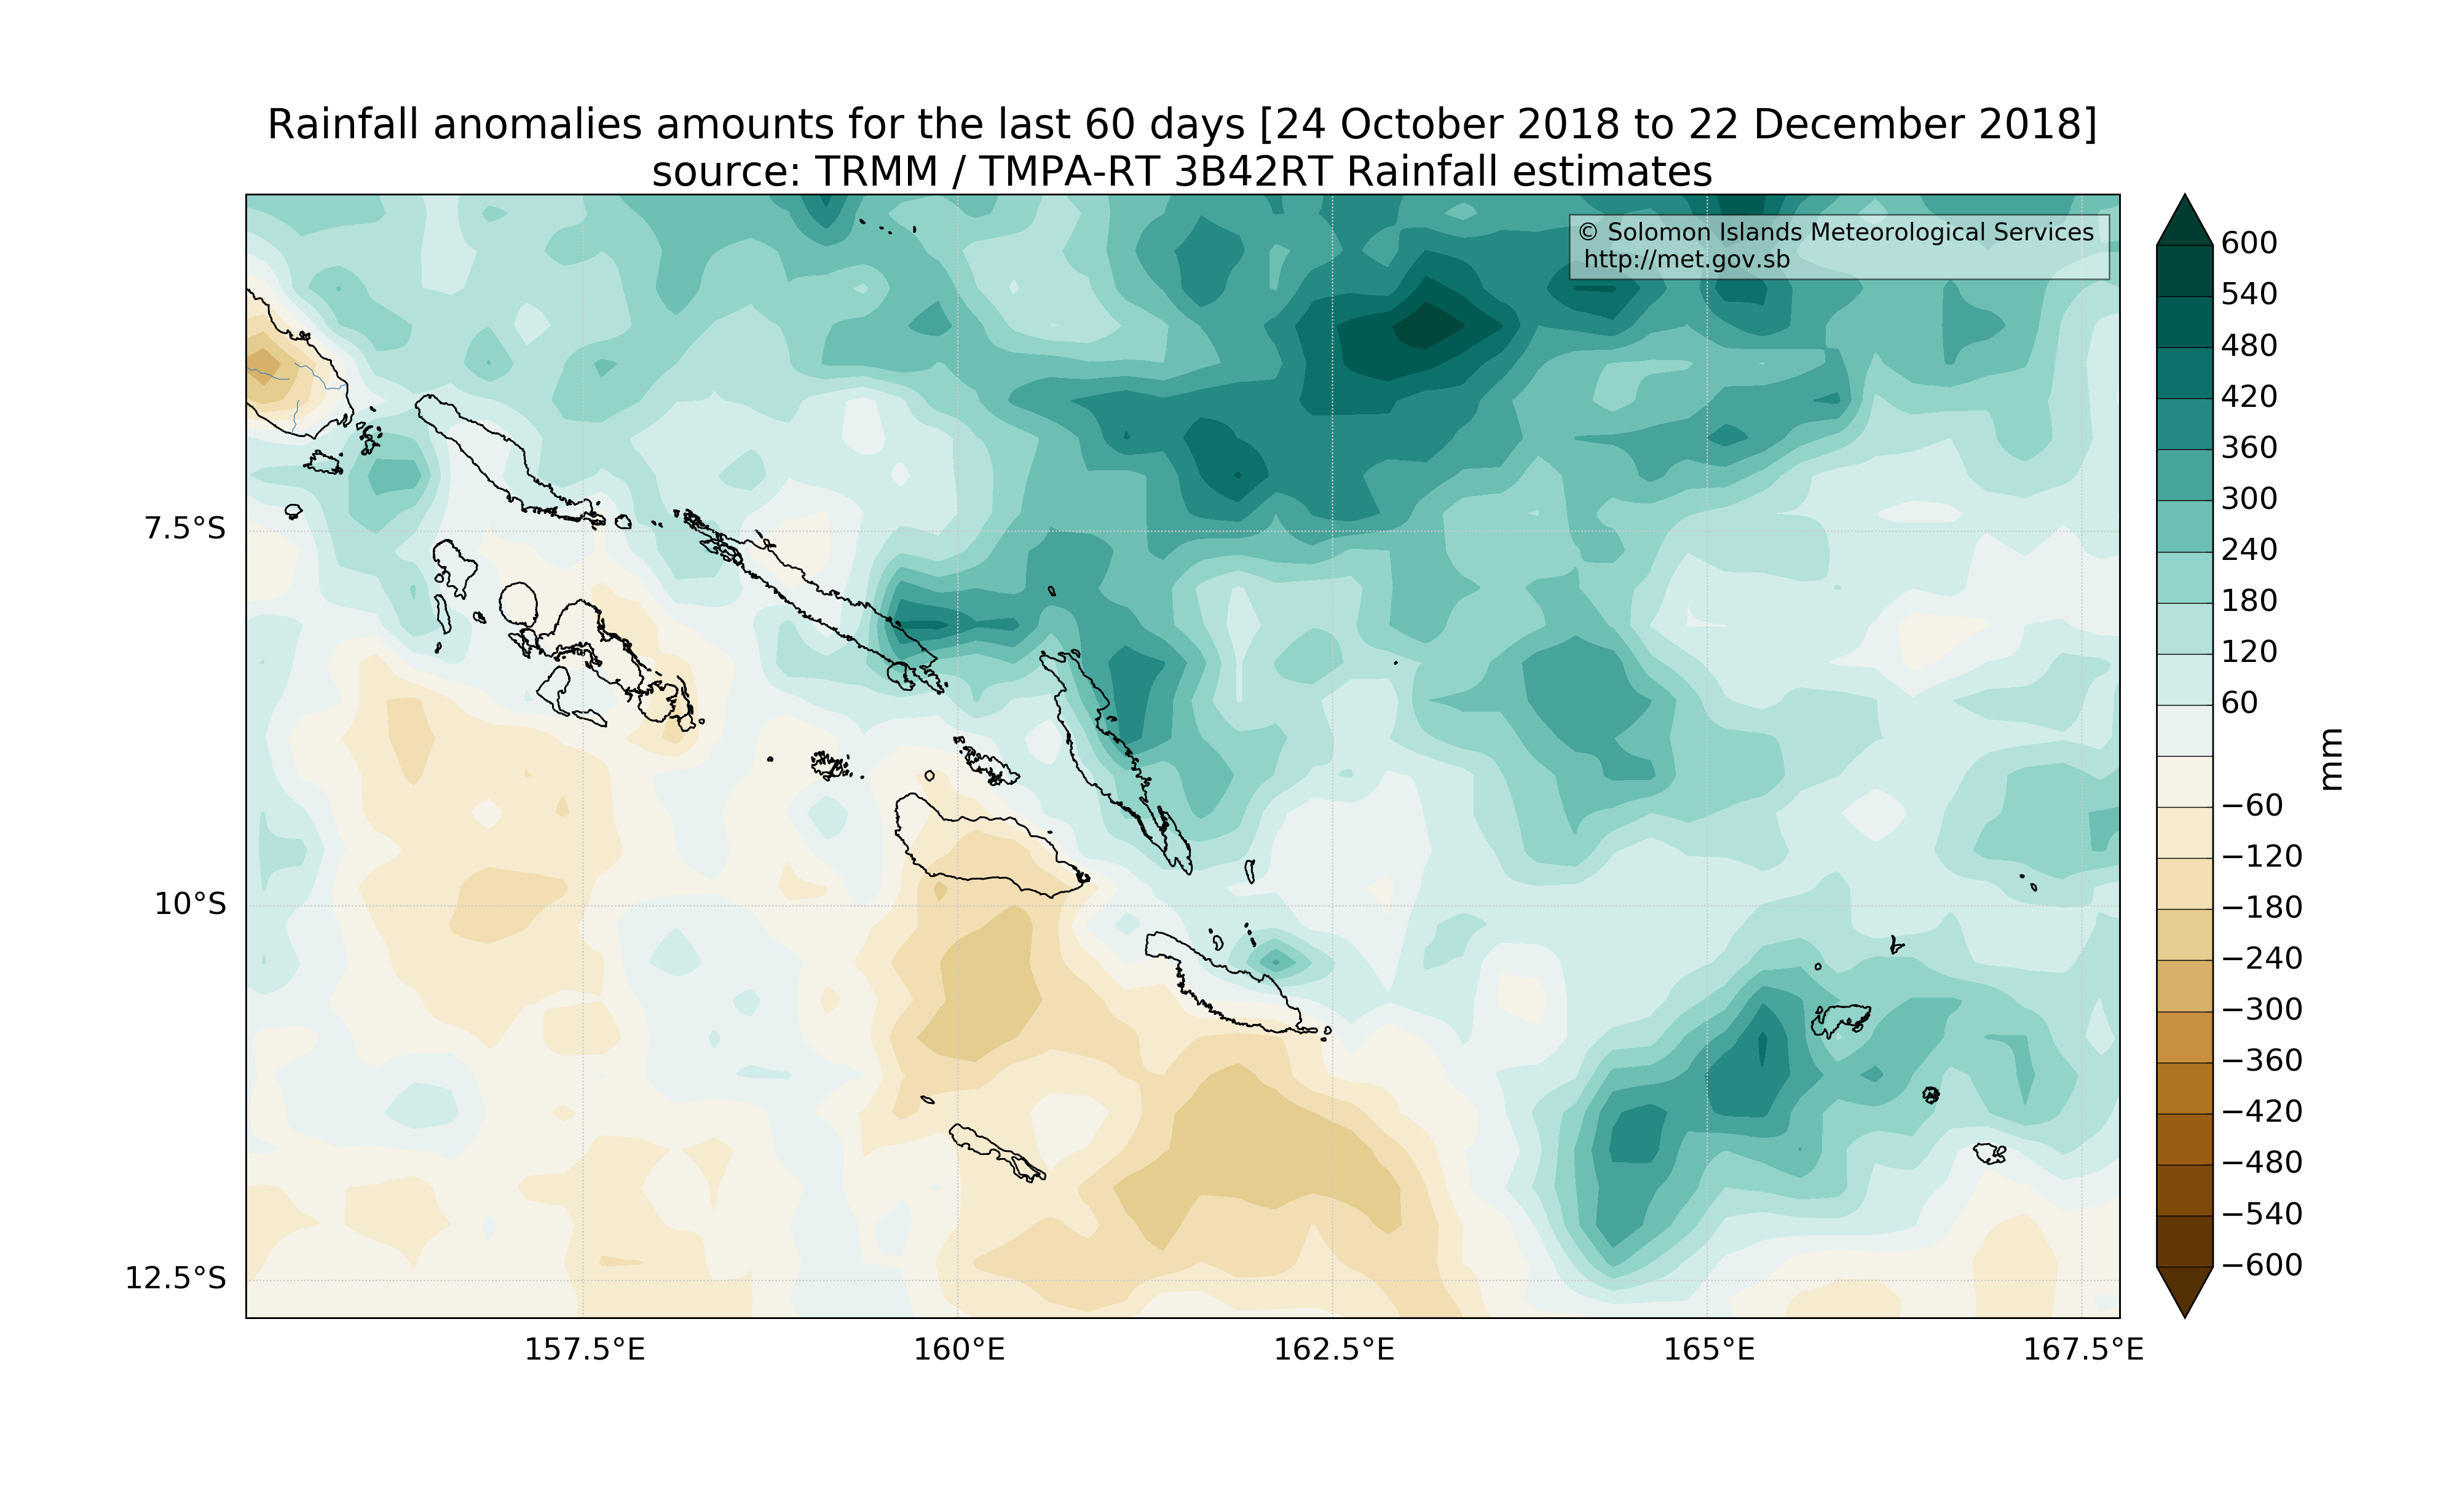 Rainfall anomalies amounts for the last 60 days [24 October 2018 to 22 December 2018]
source: TRMM / TMPA-RT 3B42RT Rainfall estimates
© Solomon Islands Meteorological Services
http://met.gov.sb
7.5°S
10°S
12.5°S
157.5°E
160°E
162.5°E
165°E
167.5°E
600
540
480
420
360
300
240
180
120
60
−60
−120
−180
−240
−300
−360
−420
−480
−540
−600
mm